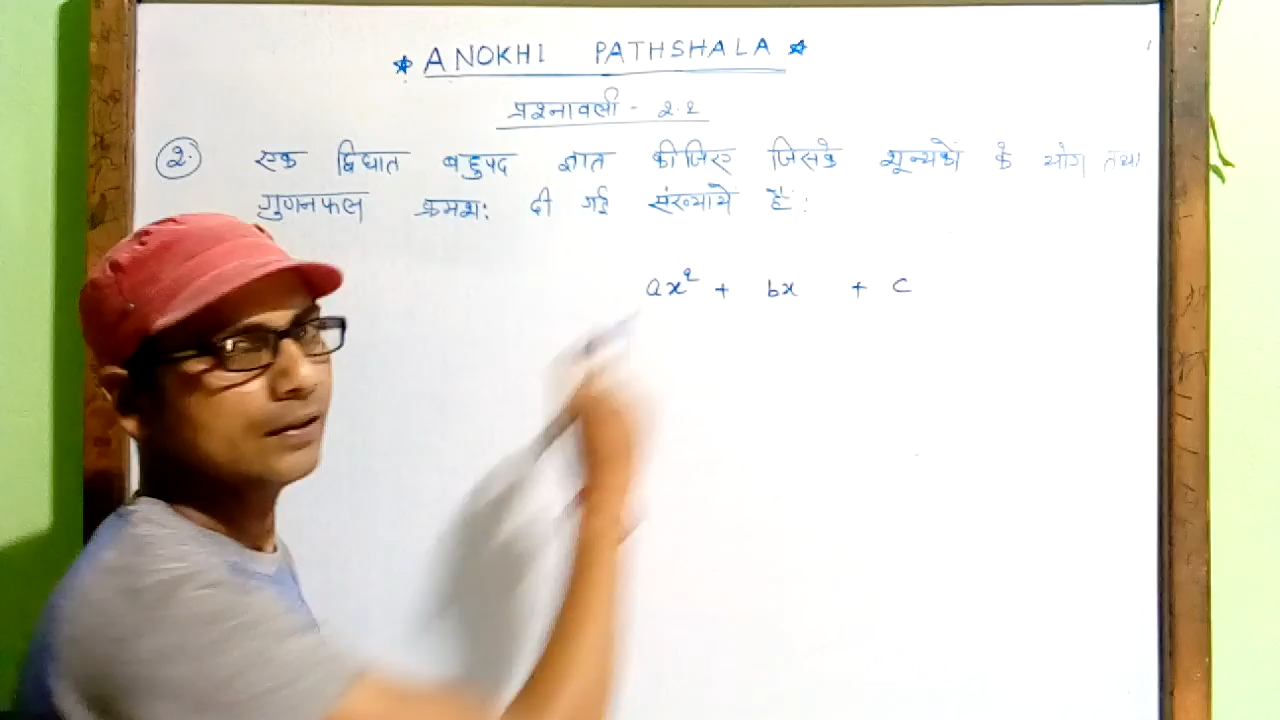 ★ ANOKHI PATHSHALA ★
प्रश्नावली - 2.2
2. एक द्विघात बहुपद ज्ञात कीजिए जिसके शून्यकों के योग तथा
गुणनफल क्रमशः दी गई संख्याये हैं:
ax² + bx + c